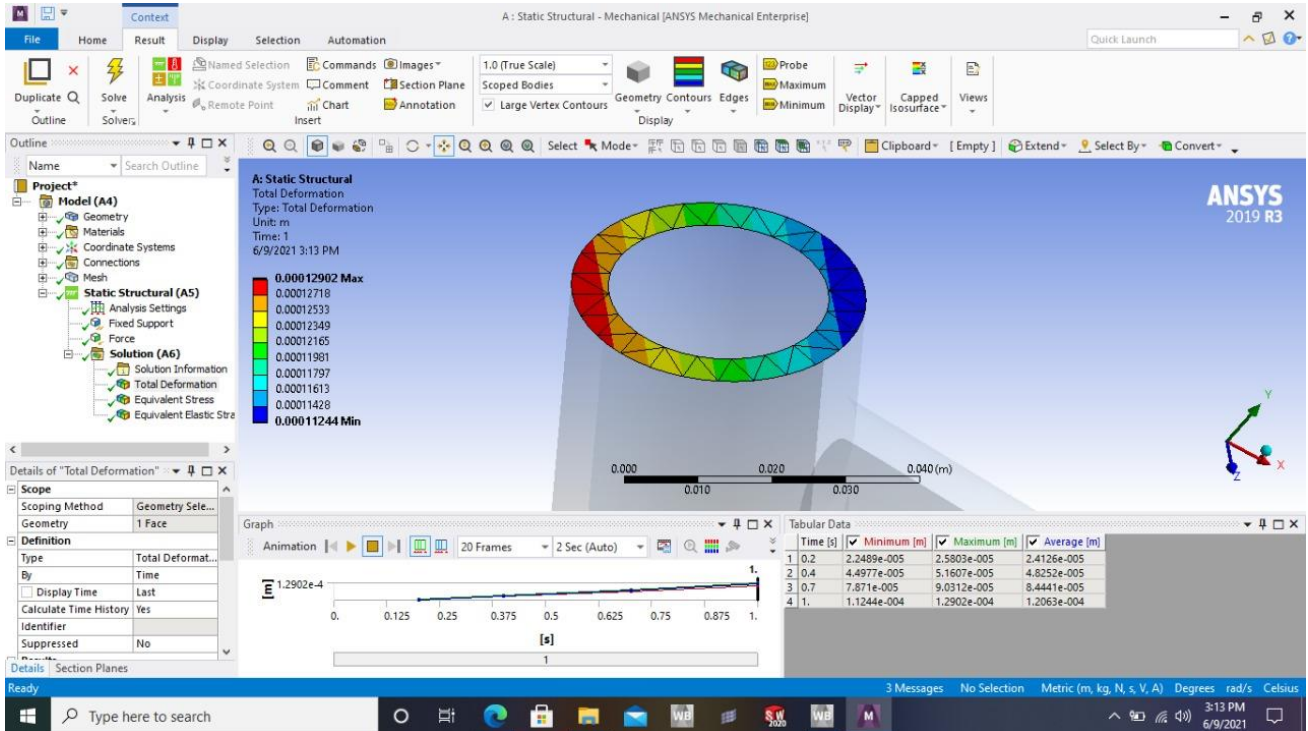 Context
A : Static Structural - Mechanical [ANSYS Mechanical Enterprise]
File Home Result Display Selection Automation
Quick Launch
Duplicate Q
Outline
Solve
Solvers
Analysis
Named Selection
Coordinate System
Remote Point
Commands
Comment
Chart
Images
Section Plane
Annotation
Insert
1.0 (True Scale)
Scoped Bodies
Large Vertex Contours
Geometry Contours Edges
Display
Probe
Maximum
Minimum
Vector Display
Capped Isosurface
Views
Outline
Name Search Outline
Select Mode Clipboard [ Empty ] Extend Select By Convert
Project*
Model (A4)
Geometry
Materials
Coordinate Systems
Connections
Mesh
Static Structural (A5)
Analysis Settings
Fixed Support
Force
Solution (A6)
Solution Information
Total Deformation
Equivalent Stress
Equivalent Elastic Stra
A: Static Structural
Total Deformation
Type: Total Deformation
Unit: m
Time: 1
6/9/2021 3:13 PM
0.00012902 Max
0.00012718
0.00012533
0.00012349
0.00012165
0.00011981
0.00011797
0.00011613
0.00011428
0.00011244 Min
ANSYS
2019 R3
Y
X
Z
0.000 0.020 0.040 (m)
0.010 0.030
Details of "Total Deformation"
Scope
Scoping Method Geometry Sele...
Geometry 1 Face
Definition
Type Total Deformat...
By Time
Display Time Last
Calculate Time History Yes
Identifier
Suppressed No
Results
Details Section Planes
Graph
Animation 20 Frames 2 Sec (Auto)
1.
[m]
1.2902e-4
0. 0.125 0.25 0.375 0.5 0.625 0.75 0.875 1.
[s]
1
Tabular Data
Time [s] Minimum [m] Maximum [m] Average [m]
1 0.2 2.2489e-005 2.5803e-005 2.4126e-005
2 0.4 4.4977e-005 5.1607e-005 4.8252e-005
3 0.7 7.871e-005 9.0312e-005 8.4441e-005
4 1. 1.1244e-004 1.2902e-004 1.2063e-004
Ready
3 Messages No Selection Metric (m, kg, N, s, V, A) Degrees rad/s Celsius
Type here to search
WB
SW
2020
WB
M
3:13 PM
6/9/2021